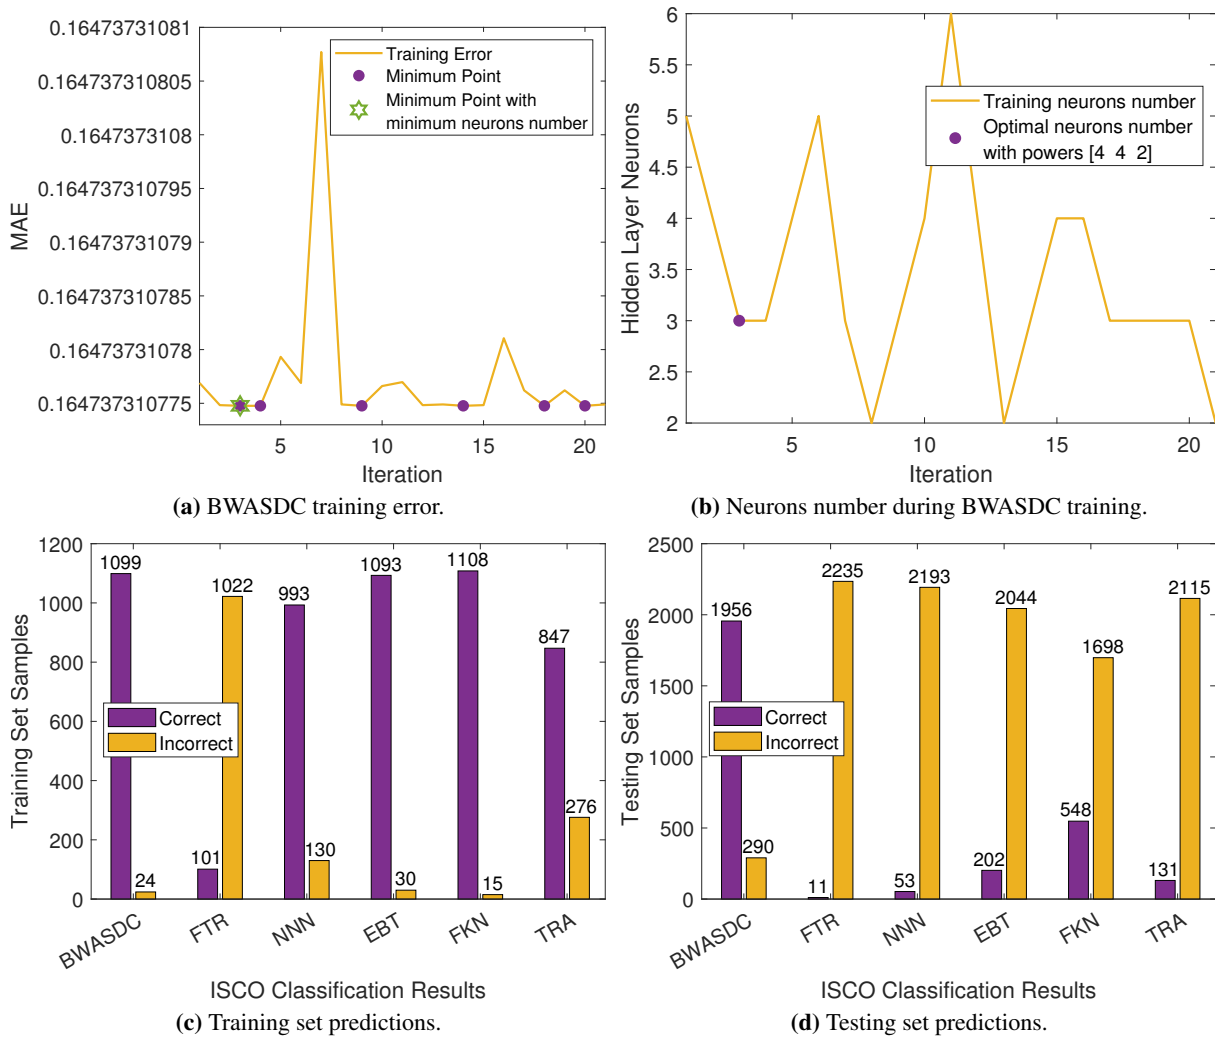 0.16473731081
0.164737310805
0.1647373108
0.164737310795
0.16473731079
0.164737310785
0.16473731078
0.164737310775
MAE
Training Error
Minimum Point
Minimum Point with
minimum neurons number
5
10
15
20
Iteration
(a) BWASDC training error.
6
5.5
5
4.5
4
3.5
3
2.5
2
Hidden Layer Neurons
Training neurons number
Optimal neurons number
with powers [4 4 2]
5
10
15
20
Iteration
(b) Neurons number during BWASDC training.
1200
1000
800
600
400
200
0
Training Set Samples
1099
24
101
1022
993
130
1093
30
1108
15
847
276
Correct
Incorrect
BWASDC
FTR
NNN
EBT
FKN
TRA
ISCO Classification Results
(c) Training set predictions.
2500
2000
1500
1000
500
0
Testing Set Samples
1956
290
11
2235
53
2193
202
2044
548
1698
131
2115
Correct
Incorrect
BWASDC
FTR
NNN
EBT
FKN
TRA
ISCO Classification Results
(d) Testing set predictions.